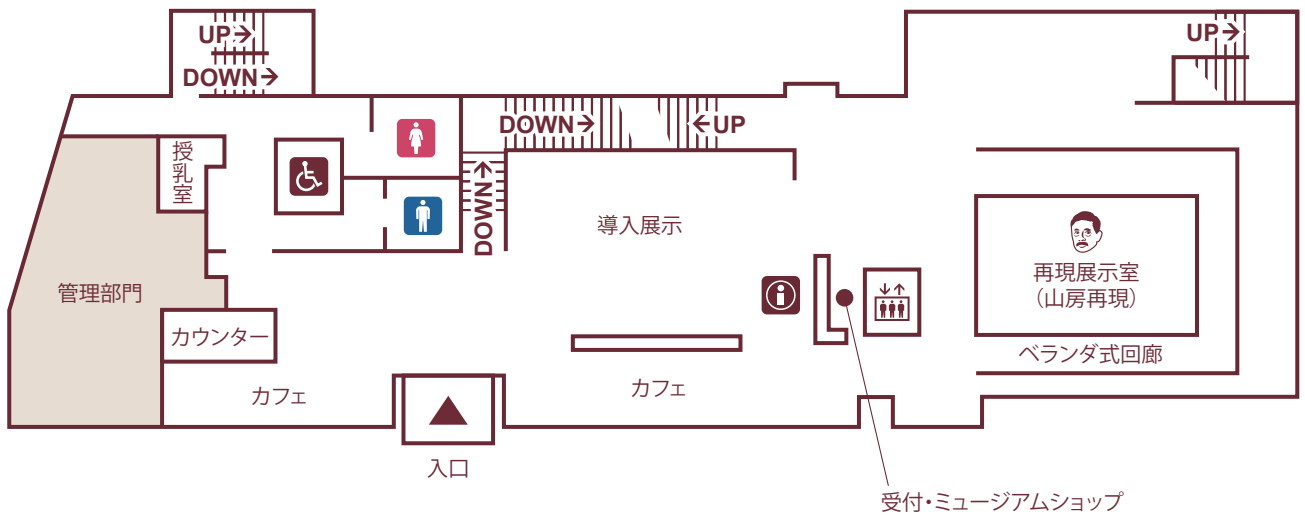 UP
DOWN
UP
DOWN
UP
授乳室
DOWN
導入展示
管理部門
再現展示室
（山房再現）
カウンター
ベランダ式回廊
カフェ
カフェ
入口
受付・ミュージアムショップ